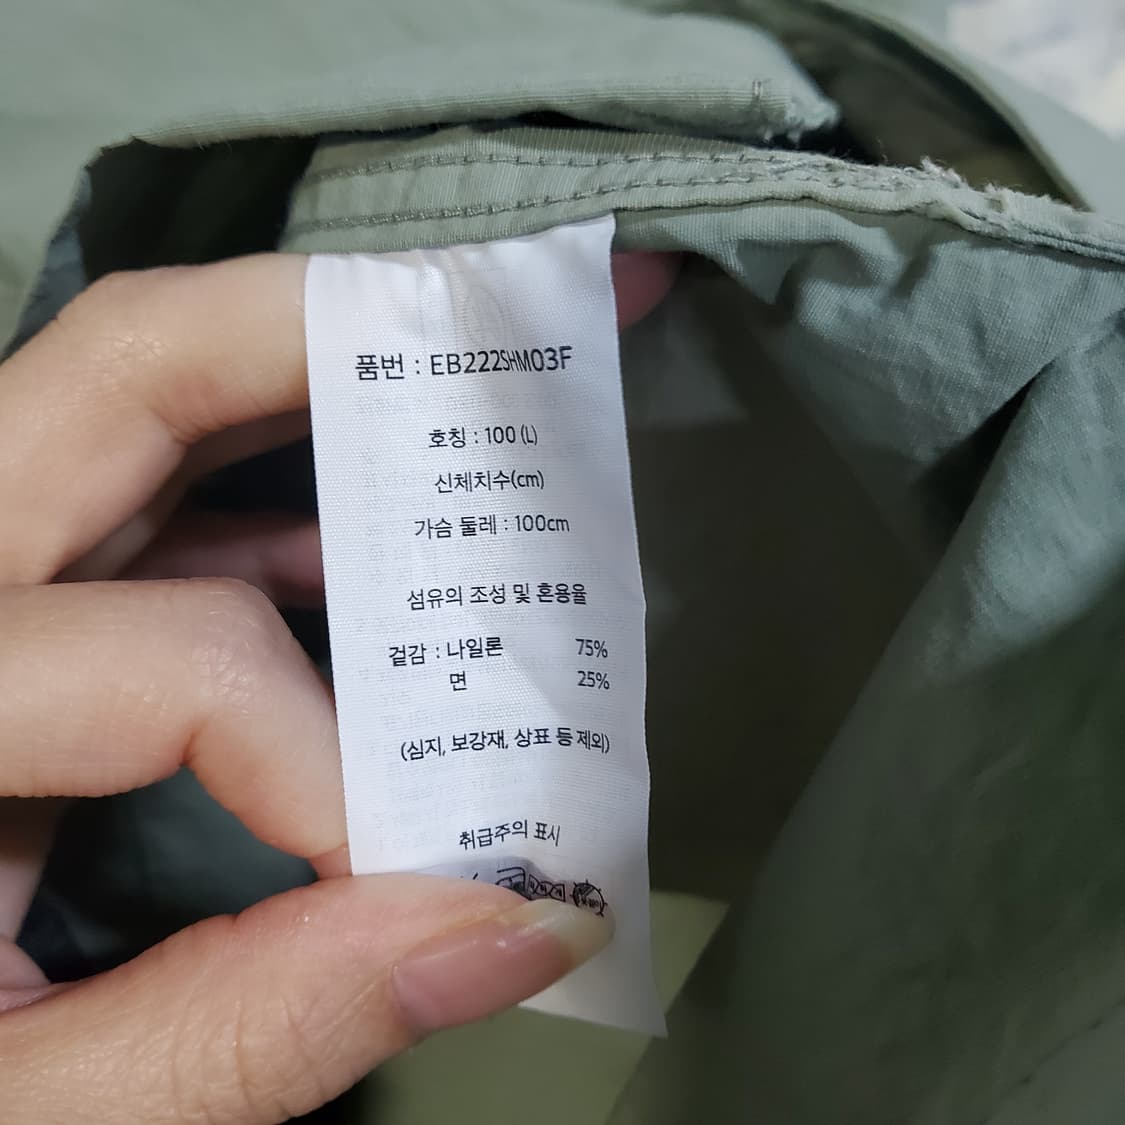 품번 : EB222SHM03F
호칭 : 100 (L)
신체치수(cm)
가슴 둘레 : 100cm
섬유의 조성 및 혼용율
겉감 : 나일론 75%
면 25%
(심지, 보강재, 상표 등 제외)
취급주의 표시